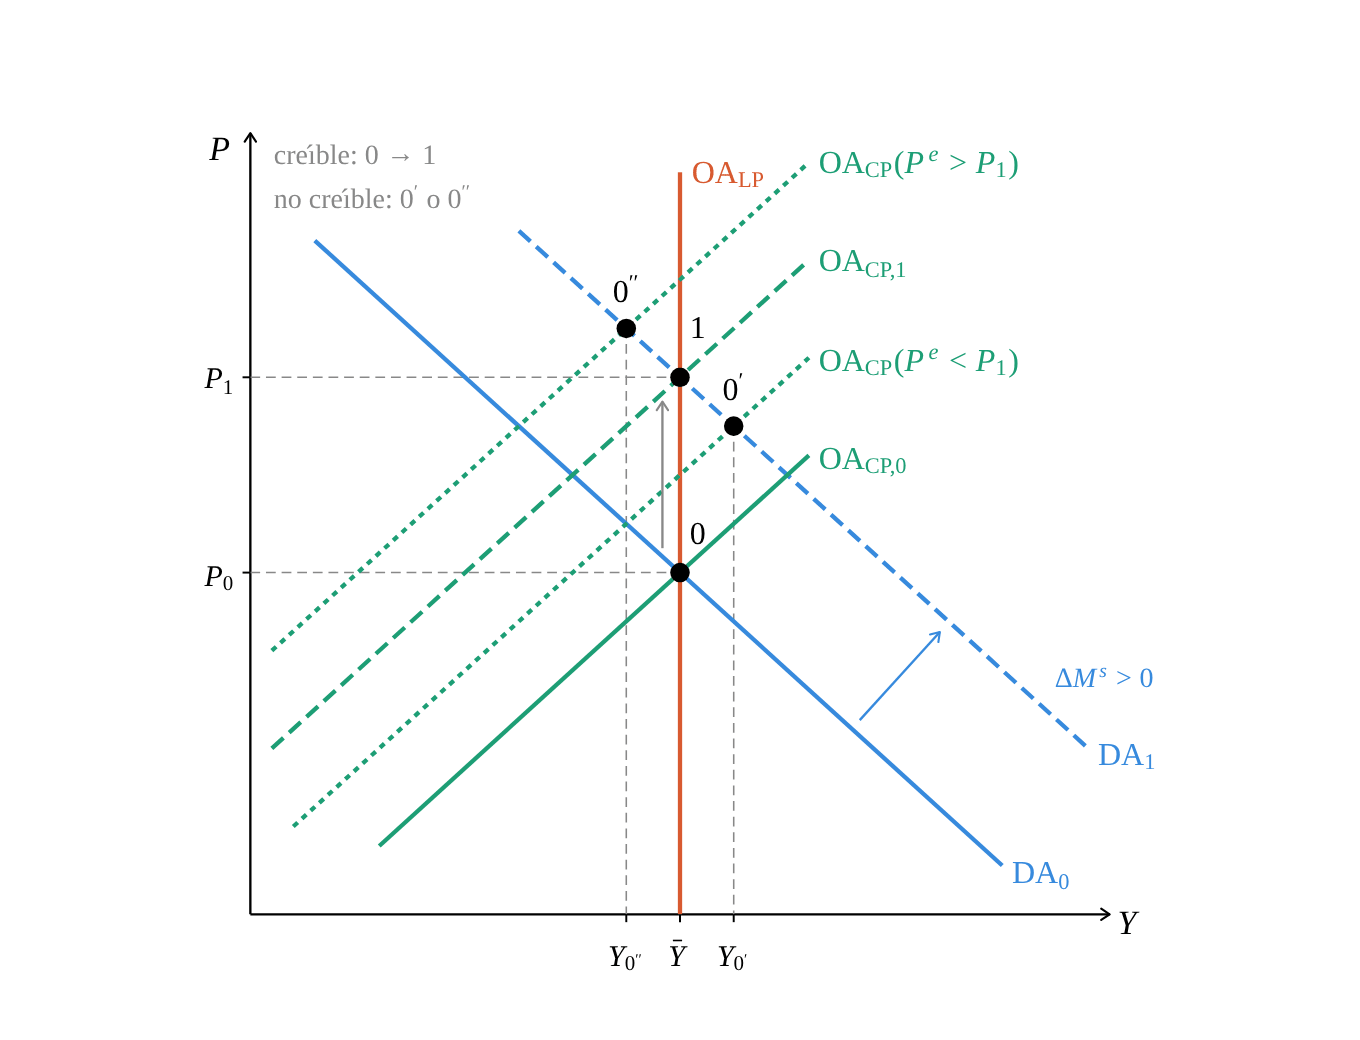 P
creíble: 0 → 1
no creíble: 0′ o 0′′
OA_LP
OA_CP(P^e > P_1)
OA_CP,1
0′′
1
OA_CP(P^e < P_1)
P_1
0′
OA_CP,0
0
P_0
ΔM^s > 0
DA_1
DA_0
Y
Y_0′′
Ȳ
Y_0′